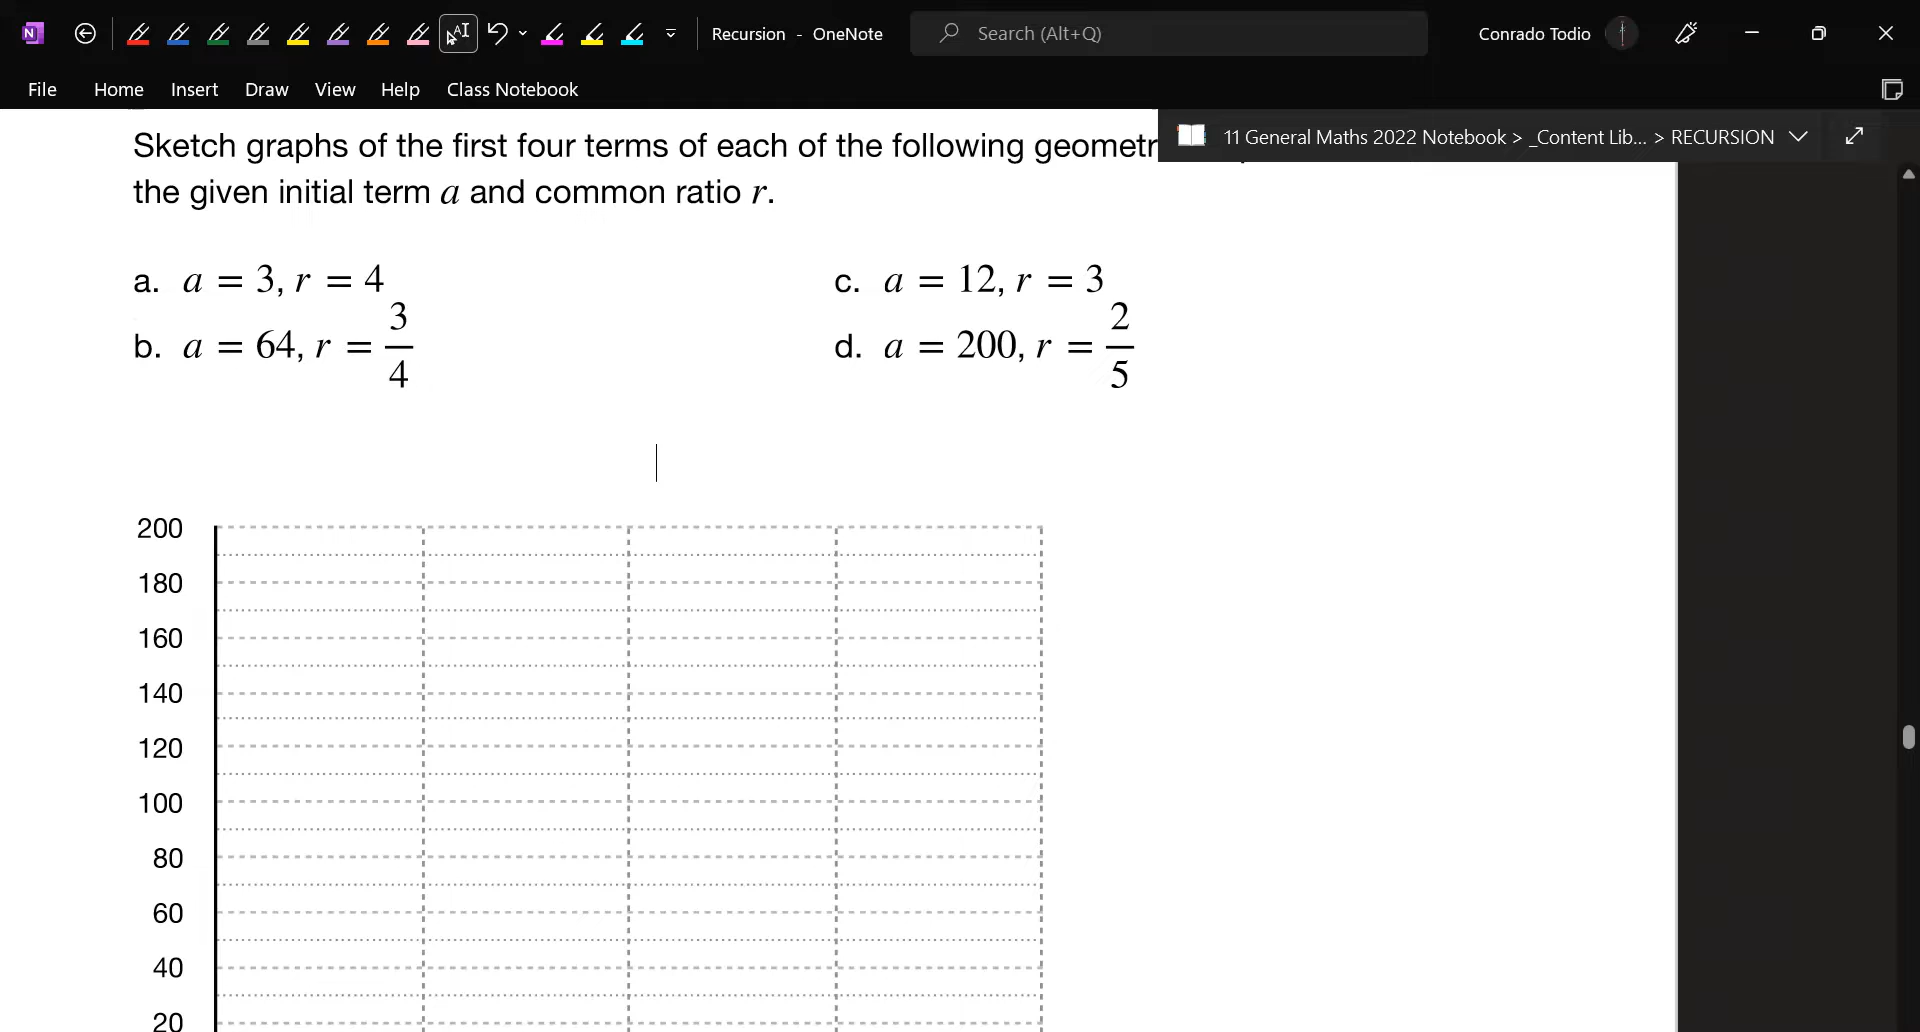 Recursion - OneNote
Search (Alt+Q)
Conrado Todio
File Home Insert Draw View Help Class Notebook
11 General Maths 2022 Notebook > _Content Lib... > RECURSION
Sketch graphs of the first four terms of each of the following geometr
the given initial term a and common ratio r.
a. a = 3, r = 4
b. a = 64, r = 3/4
c. a = 12, r = 3
d. a = 200, r = 2/5
200
180
160
140
120
100
80
60
40
20